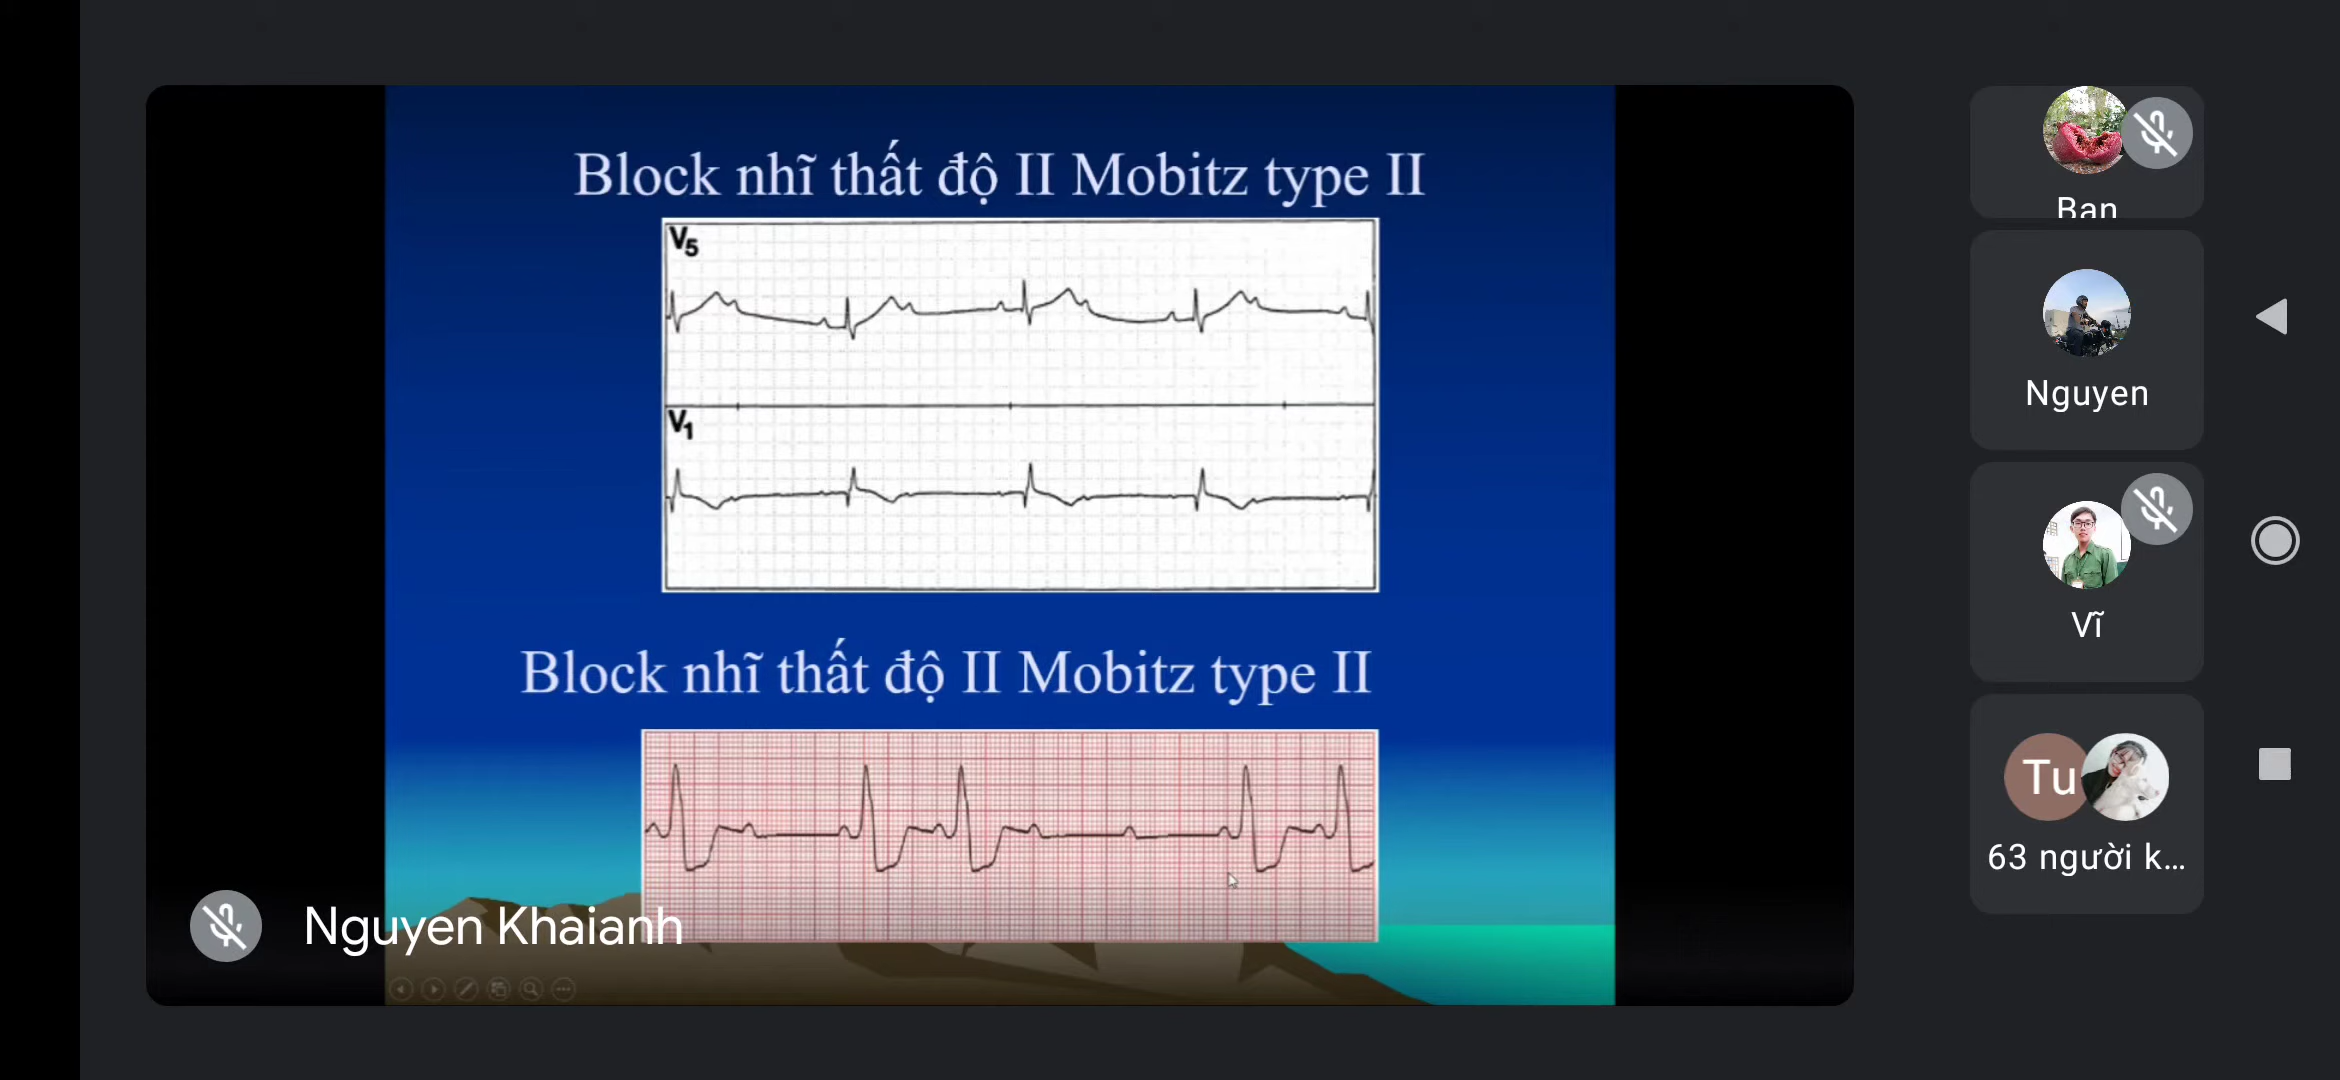 Block nhĩ thất độ II Mobitz type II
V5
V1
Block nhĩ thất độ II Mobitz type II
Nguyen Khaianh
Ban
Nguyen
Vĩ
Tu
63 người k...